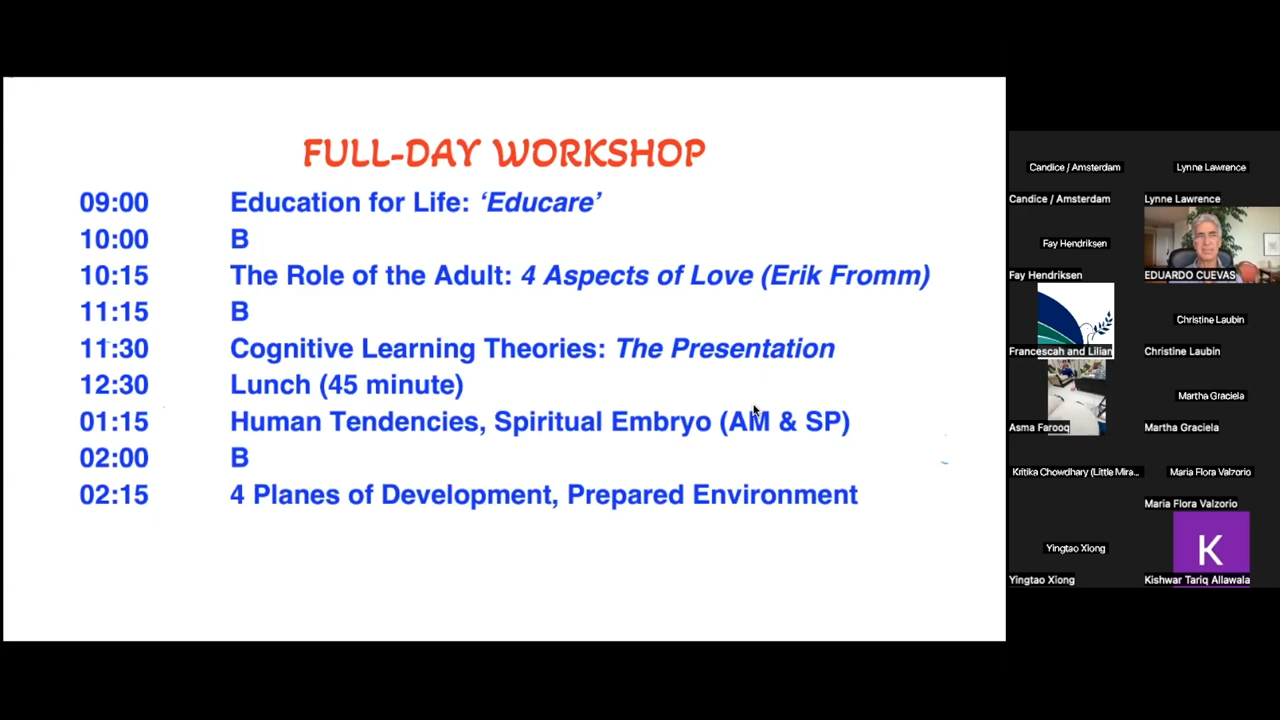 FULL-DAY WORKSHOP
09:00 Education for Life: ‘Educare’
10:00 B
10:15 The Role of the Adult: 4 Aspects of Love (Erik Fromm)
11:15 B
11:30 Cognitive Learning Theories: The Presentation
12:30 Lunch (45 minute)
01:15 Human Tendencies, Spiritual Embryo (AM & SP)
02:00 B
02:15 4 Planes of Development, Prepared Environment
Candice / Amsterdam
Candice / Amsterdam
Lynne Lawrence
Lynne Lawrence
Fay Hendriksen
Fay Hendriksen
EDUARDO CUEVAS
Francescah and Lilian
Christine Laubin
Christine Laubin
Asma Farooq
Martha Graciela
Martha Graciela
Kritika Chowdhary (Little Mira...
Maria Flora Valzorio
Maria Flora Valzorio
Yingtao Xiong
Yingtao Xiong
K
Kishwar Tariq Allawala